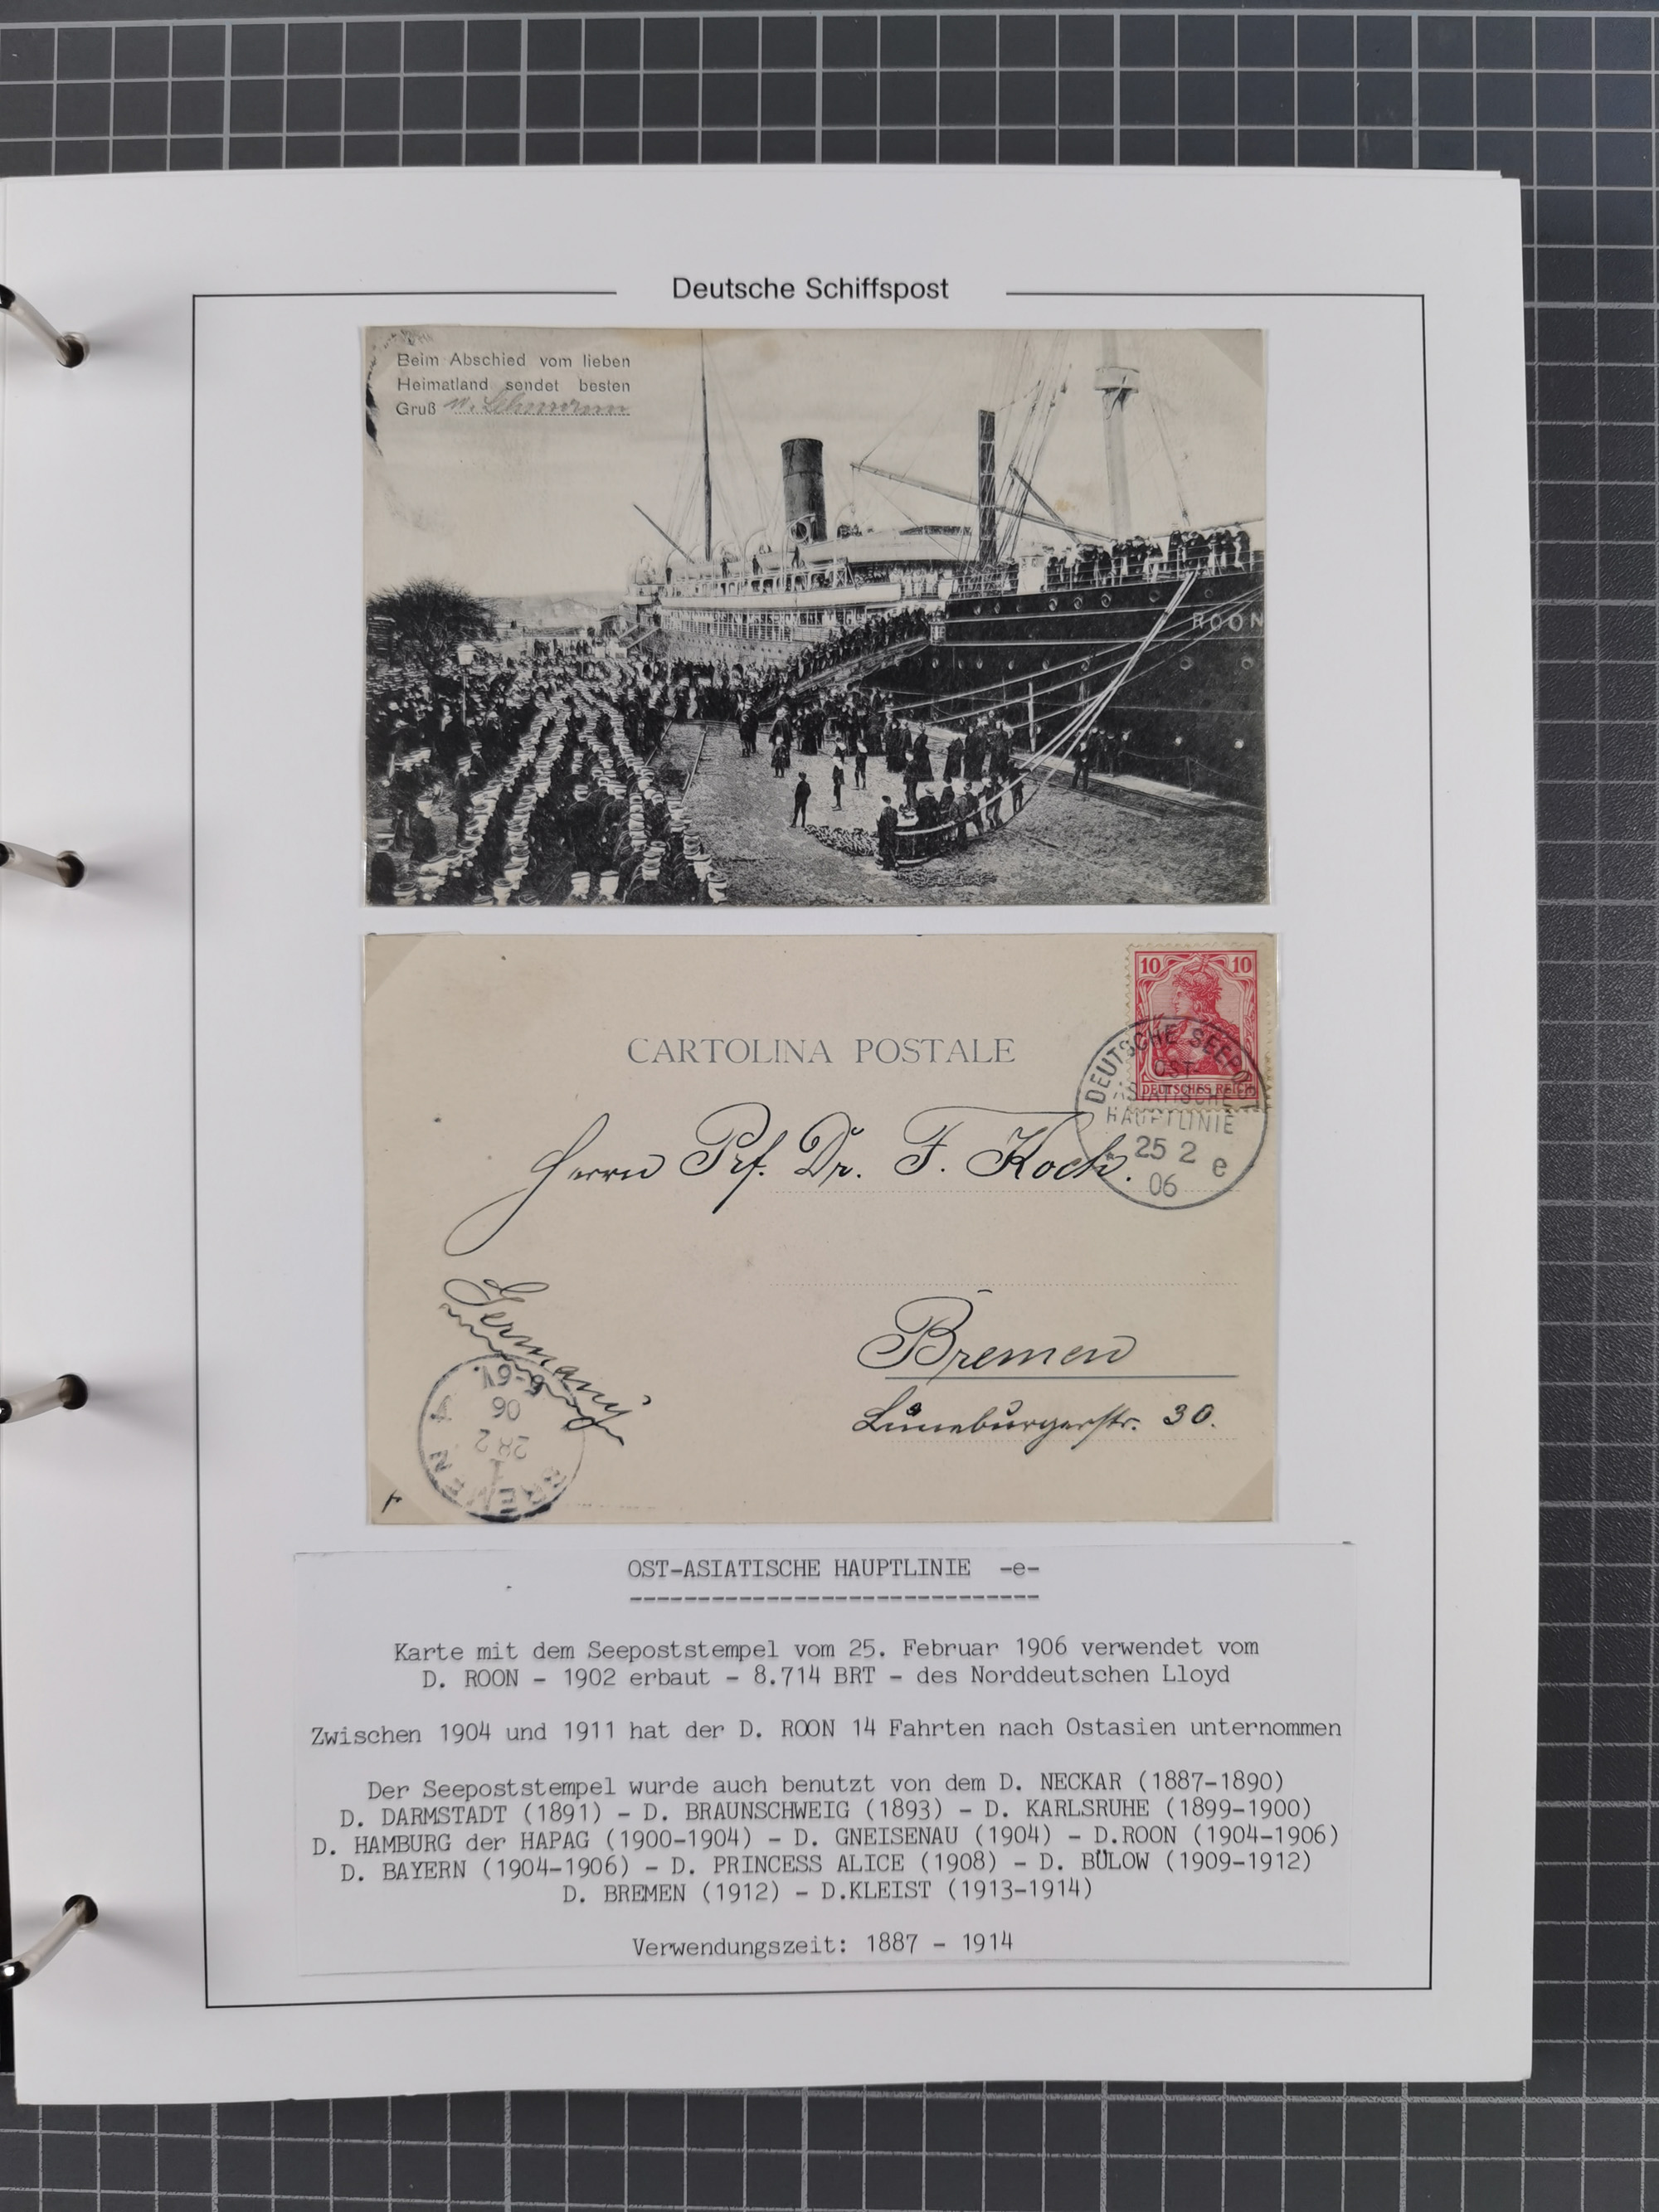 Deutsche Schiffspost
Beim Abschied vom lieben
Heimatland sendet besten
Gruß W. Lehmann
ROON
10 10
DEUTSCHES REICH
CARTOLINA POSTALE
DEUTSCHE SEEPO
OST-
ASIATISCHE
HAUPTLINIE
25 2
06
e
Herrn Prf. Dr. F. Koch.
Germany
Bremen
Lüneburgerstr. 30.
BREMEN
1
28 2
06
5-6V.
A
OST-ASIATISCHE HAUPTLINIE -e-
Karte mit dem Seepoststempel vom 25. Februar 1906 verwendet vom
D. ROON - 1902 erbaut - 8.714 BRT - des Norddeutschen Lloyd
Zwischen 1904 und 1911 hat der D. ROON 14 Fahrten nach Ostasien unternommen
Der Seepoststempel wurde auch benutzt von dem D. NECKAR (1887-1890)
D. DARMSTADT (1891) - D. BRAUNSCHWEIG (1893) - D. KARLSRUHE (1899-1900)
D. HAMBURG der HAPAG (1900-1904) - D. GNEISENAU (1904) - D.ROON (1904-1906)
D. BAYERN (1904-1906) - D. PRINCESS ALICE (1908) - D. BÜLOW (1909-1912)
D. BREMEN (1912) - D.KLEIST (1913-1914)
Verwendungszeit: 1887 - 1914